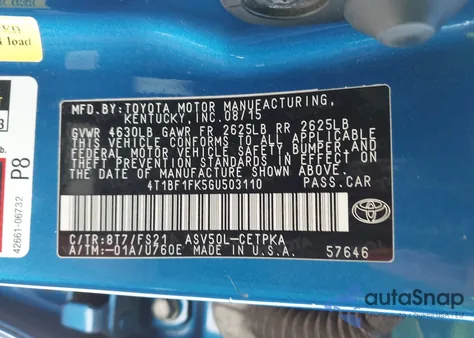 load
MFD.BY:TOYOTA MOTOR MANUFACTURING,
KENTUCKY, INC.08/15
GVWR 4630LB GAWR FR 2625LB RR 2625LB
THIS VEHICLE CONFORMS TO ALL APPLICABLE
FEDERAL MOTOR VEHICLE SAFETY, BUMPER, AND
THEFT PREVENTION STANDARDS IN EFFECT ON
THE DATE OF MANUFACTURE SHOWN ABOVE.
4T1BF1FK5GU503110 PASS.CAR
C/TR:8T7/FS21 ASV50L-CETPKA
A/TM:-01A/U760E MADE IN U.S.A. 57646
TOYOTA
P8
42661-06732
autoSnap